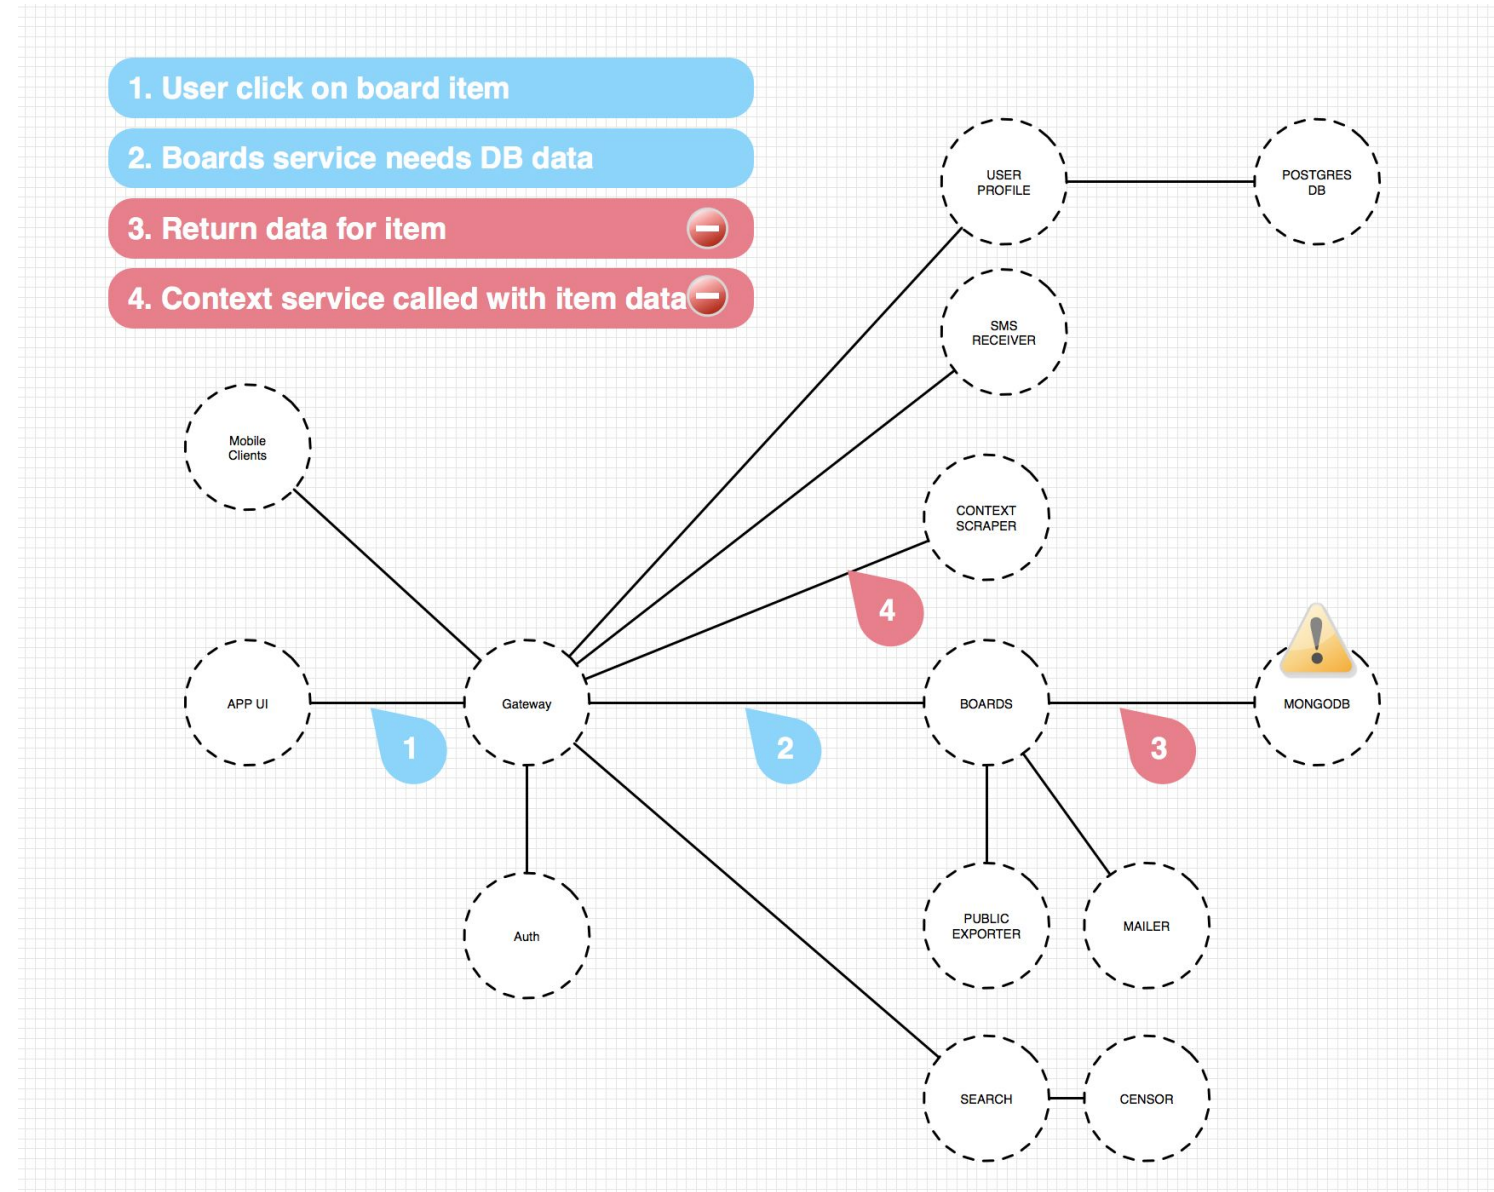 1. User click on board item
2. Boards service needs DB data
3. Return data for item
4. Context service called with item data
USER
PROFILE
POSTGRES
DB
SMS
RECEIVER
Mobile
Clients
CONTEXT
SCRAPER
4
APP UI
Gateway
BOARDS
MONGODB
1
2
3
Auth
PUBLIC
EXPORTER
MAILER
SEARCH
CENSOR